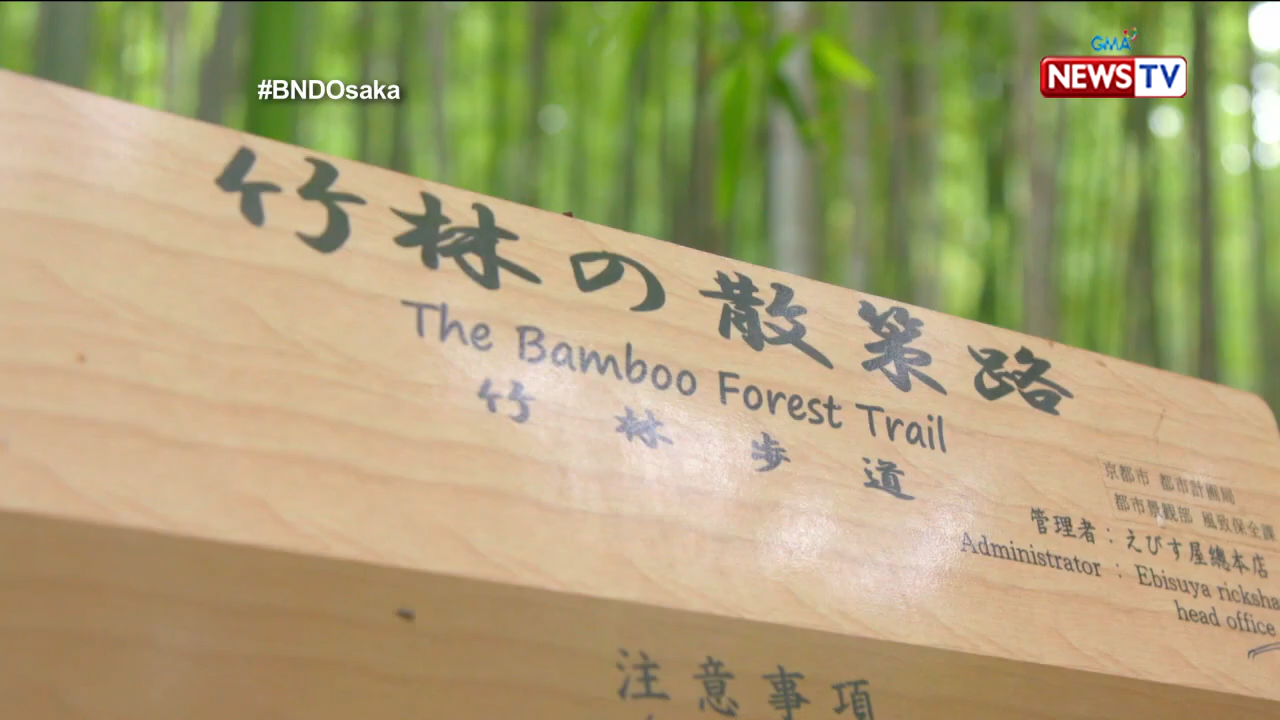 #BNDOsaka
GMA
NEWS TV
竹林の散策路
The Bamboo Forest Trail
竹林歩道
京都市 都市計画局
都市景観部 風致保全課
管理者：えびす屋總本店
Administrator : Ebisuya ricksha
head office
注意事項